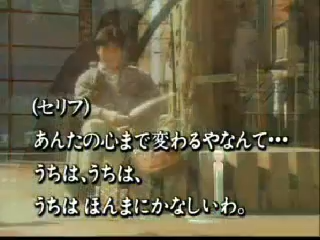 (セリフ)
あんたの心まで変わるやなんて…
うちは、うちは、
うちは ほんまにかなしいわ。